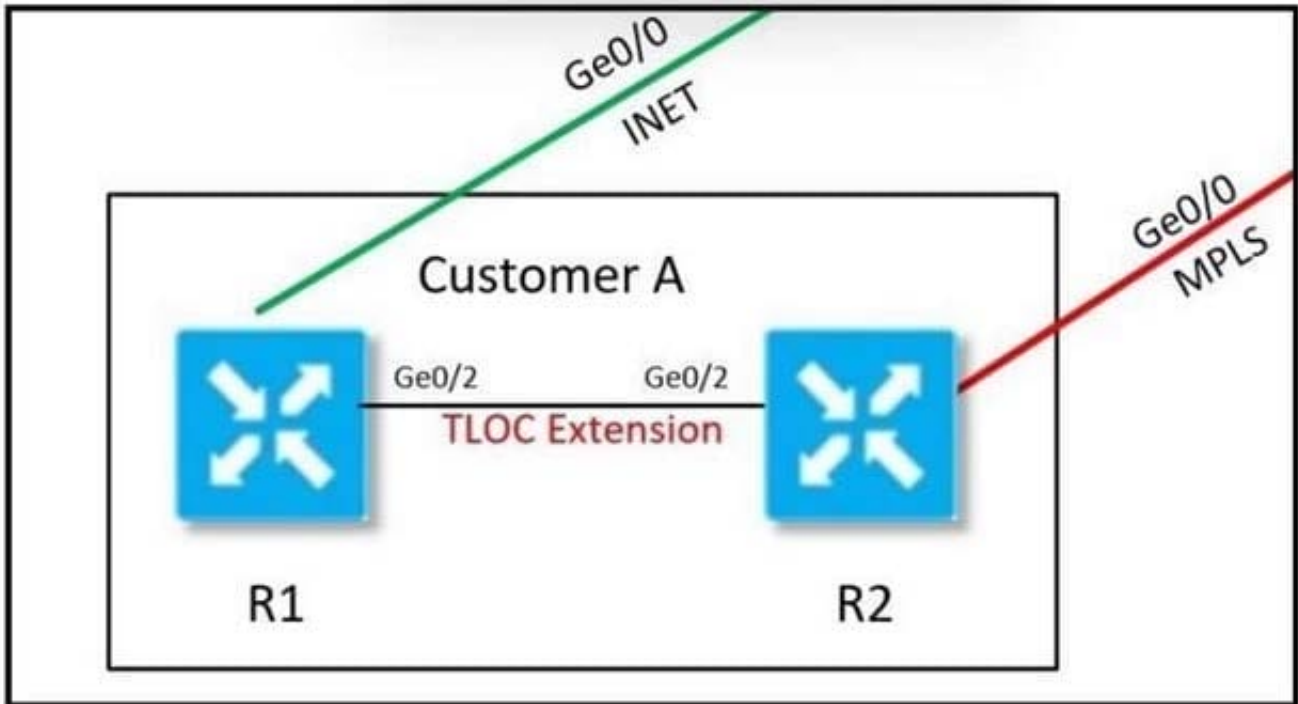 Ge0/0
INET
Ge0/0
MPLS
Customer A
Ge0/2
Ge0/2
TLOC Extension
R1
R2